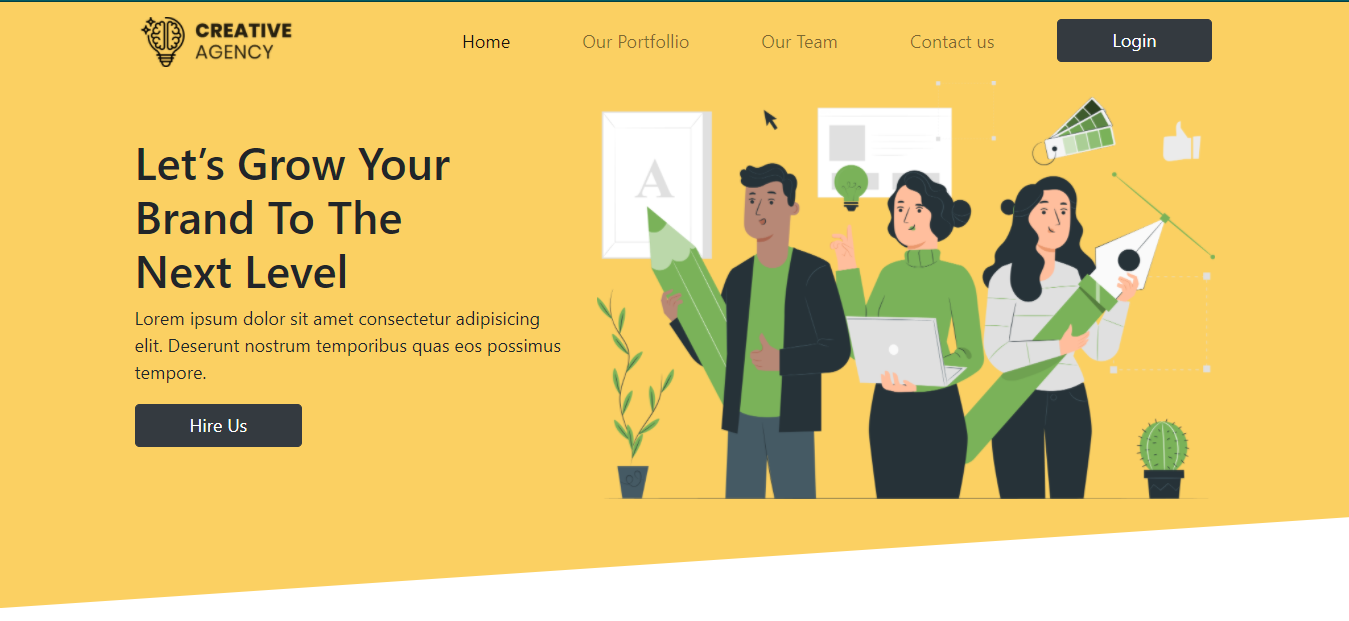 CREATIVE
AGENCY
Home
Our Portfollio
Our Team
Contact us
Login
Let’s Grow Your
Brand To The
Next Level
Lorem ipsum dolor sit amet consectetur adipisicing
elit. Deserunt nostrum temporibus quas eos possimus
tempore.
Hire Us
A